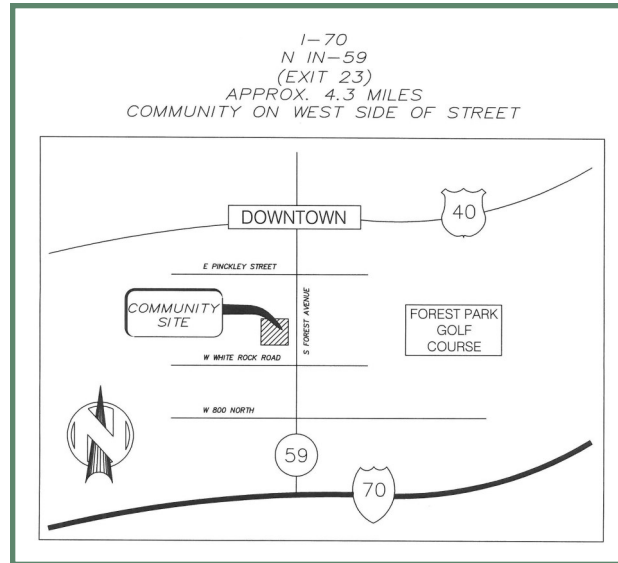 I-70
N IN-59
(EXIT 23)
APPROX. 4.3 MILES
COMMUNITY ON WEST SIDE OF STREET
DOWNTOWN
40
E PINCKLEY STREET
COMMUNITY
SITE
S FOREST AVENUE
FOREST PARK
GOLF
COURSE
W WHITE ROCK ROAD
W 800 NORTH
N
59
70